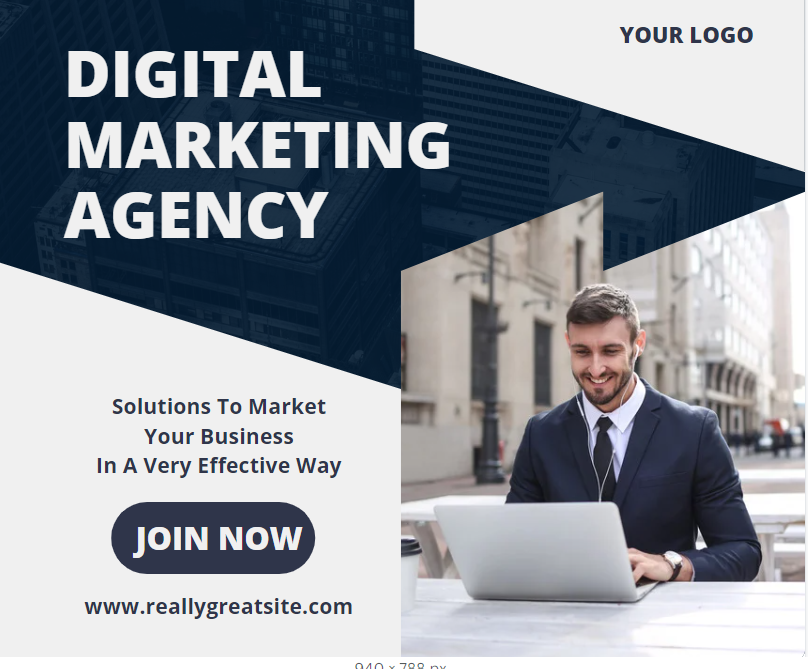 YOUR LOGO
DIGITAL
MARKETING
AGENCY
Solutions To Market
Your Business
In A Very Effective Way
JOIN NOW
www.reallygreatsite.com
940 × 788 px